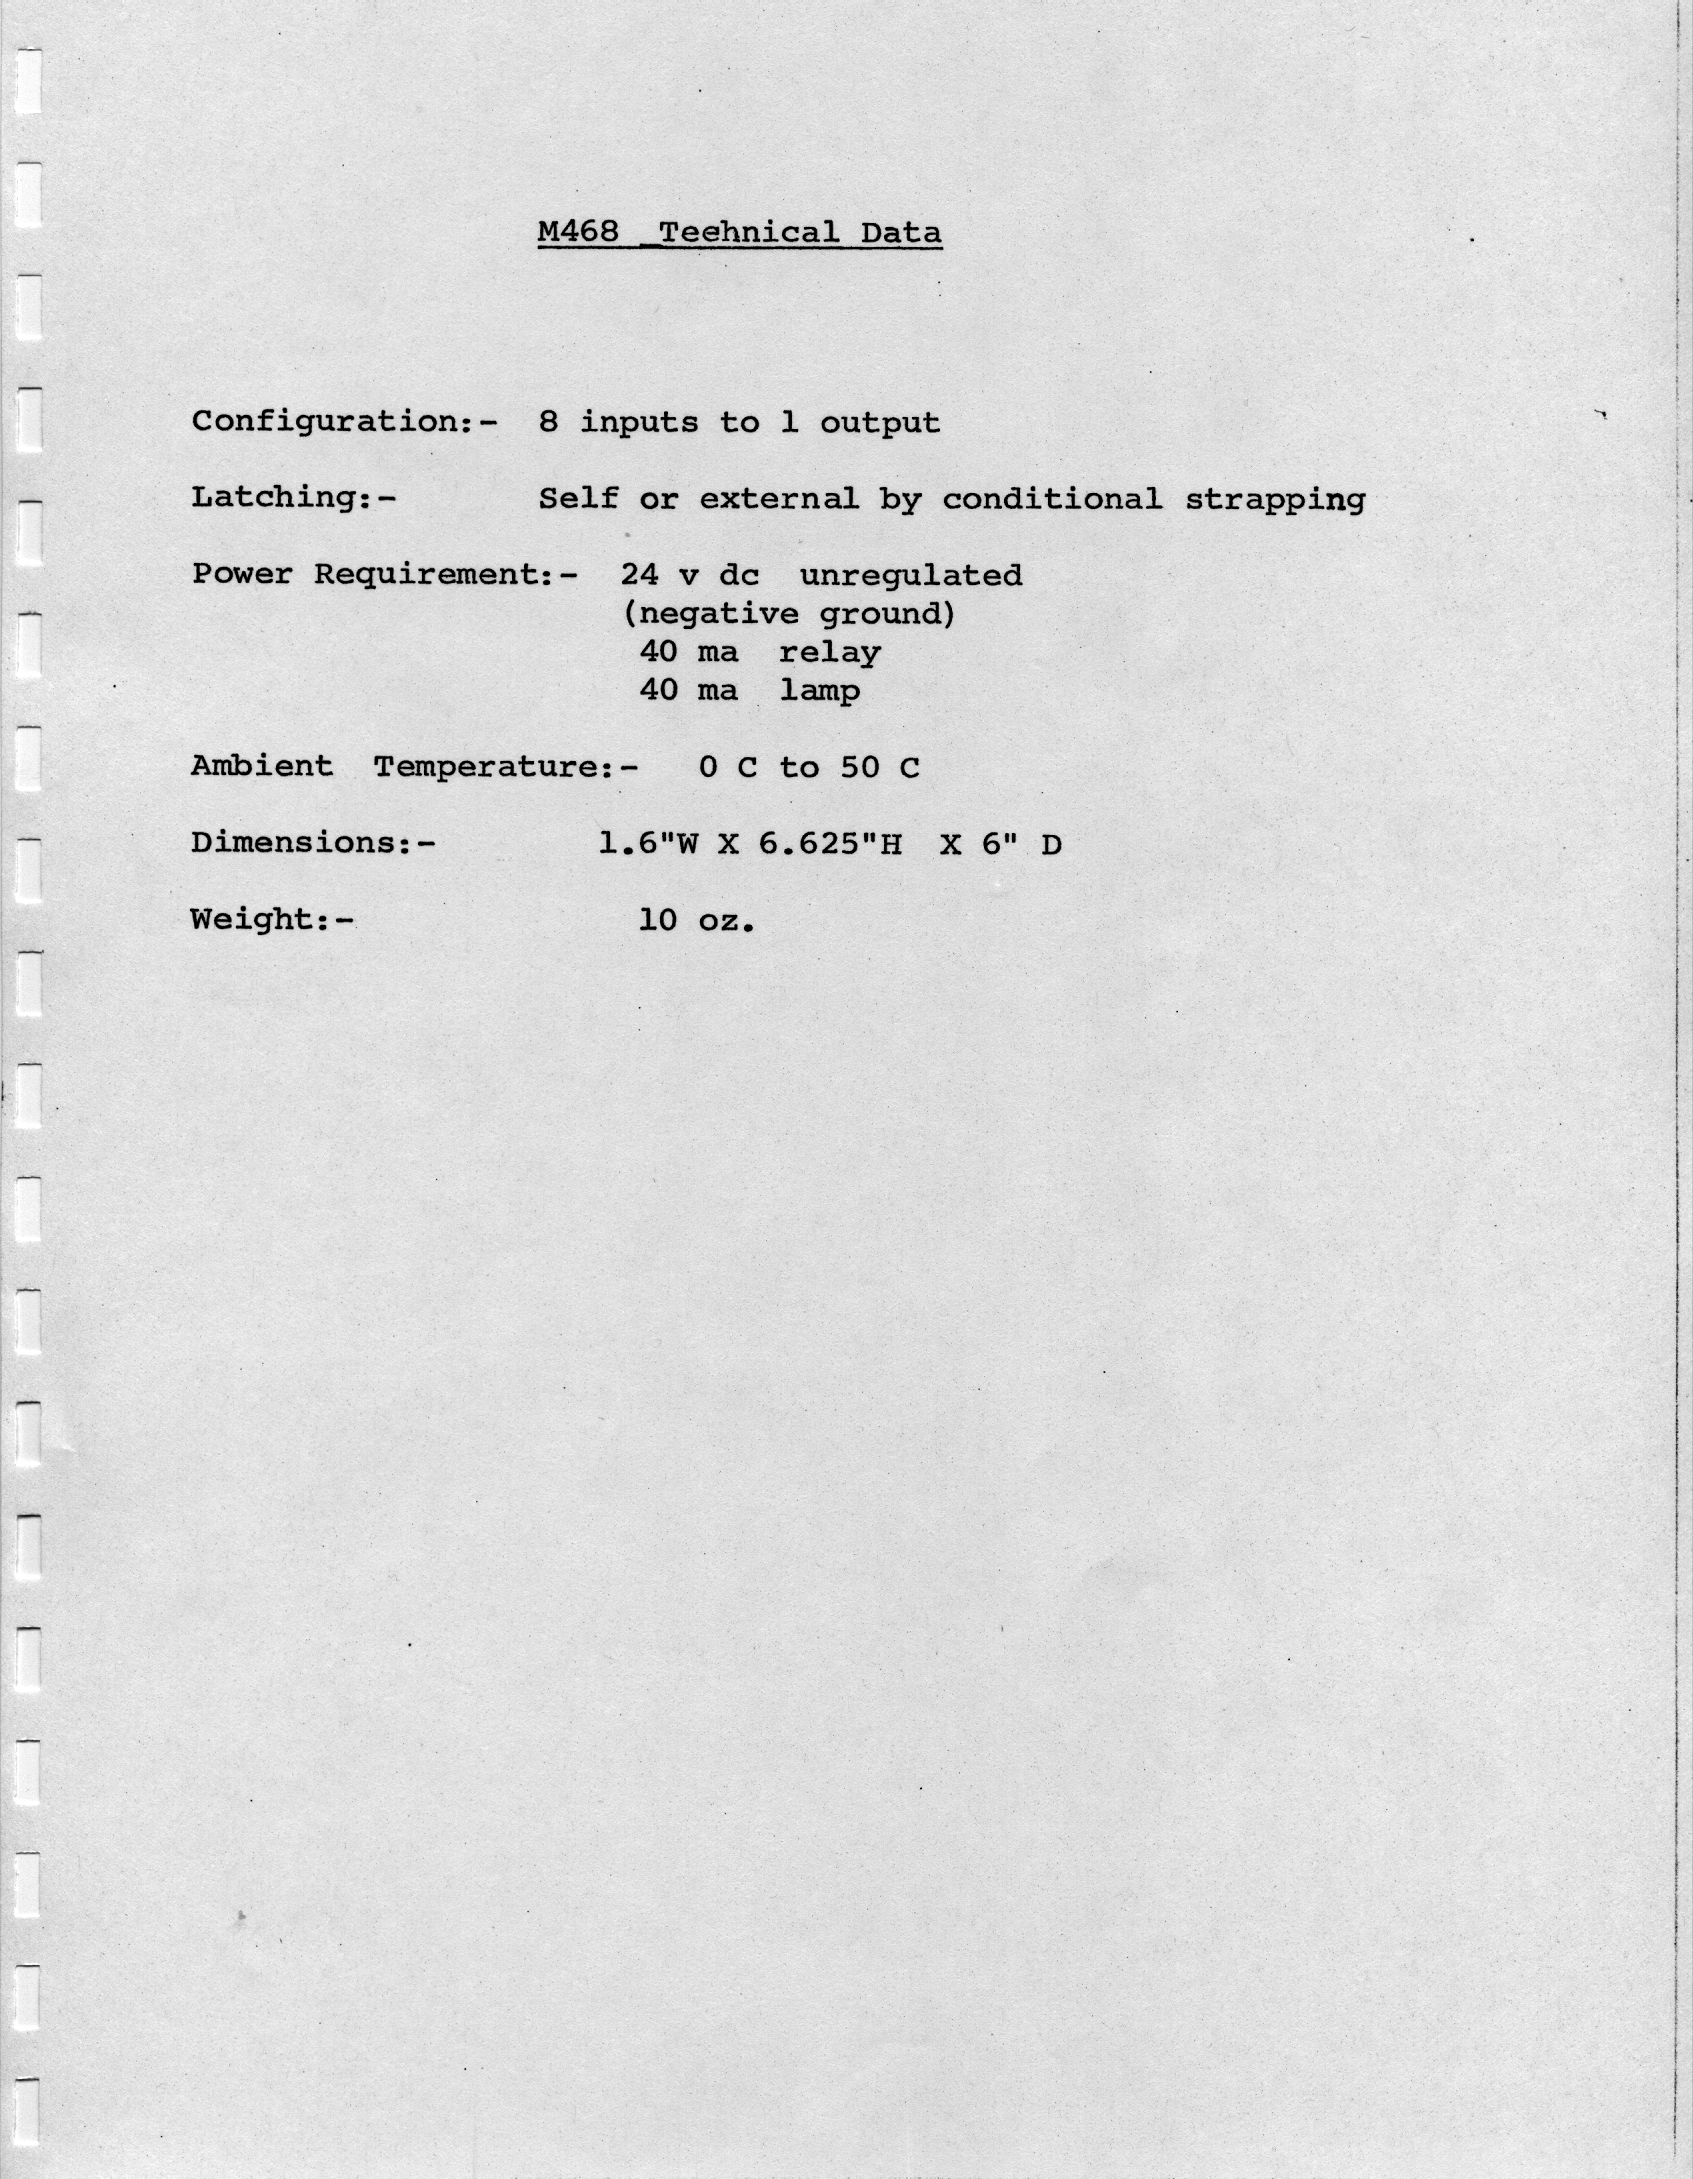 M468 Teehnical Data
Configuration:- 8 inputs to 1 output
Latching:- Self or external by conditional strapping
Power Requirement:- 24 v dc unregulated
(negative ground)
40 ma relay
40 ma lamp
Ambient Temperature:- 0 C to 50 C
Dimensions:- 1.6"W X 6.625"H X 6" D
Weight:- 10 oz.